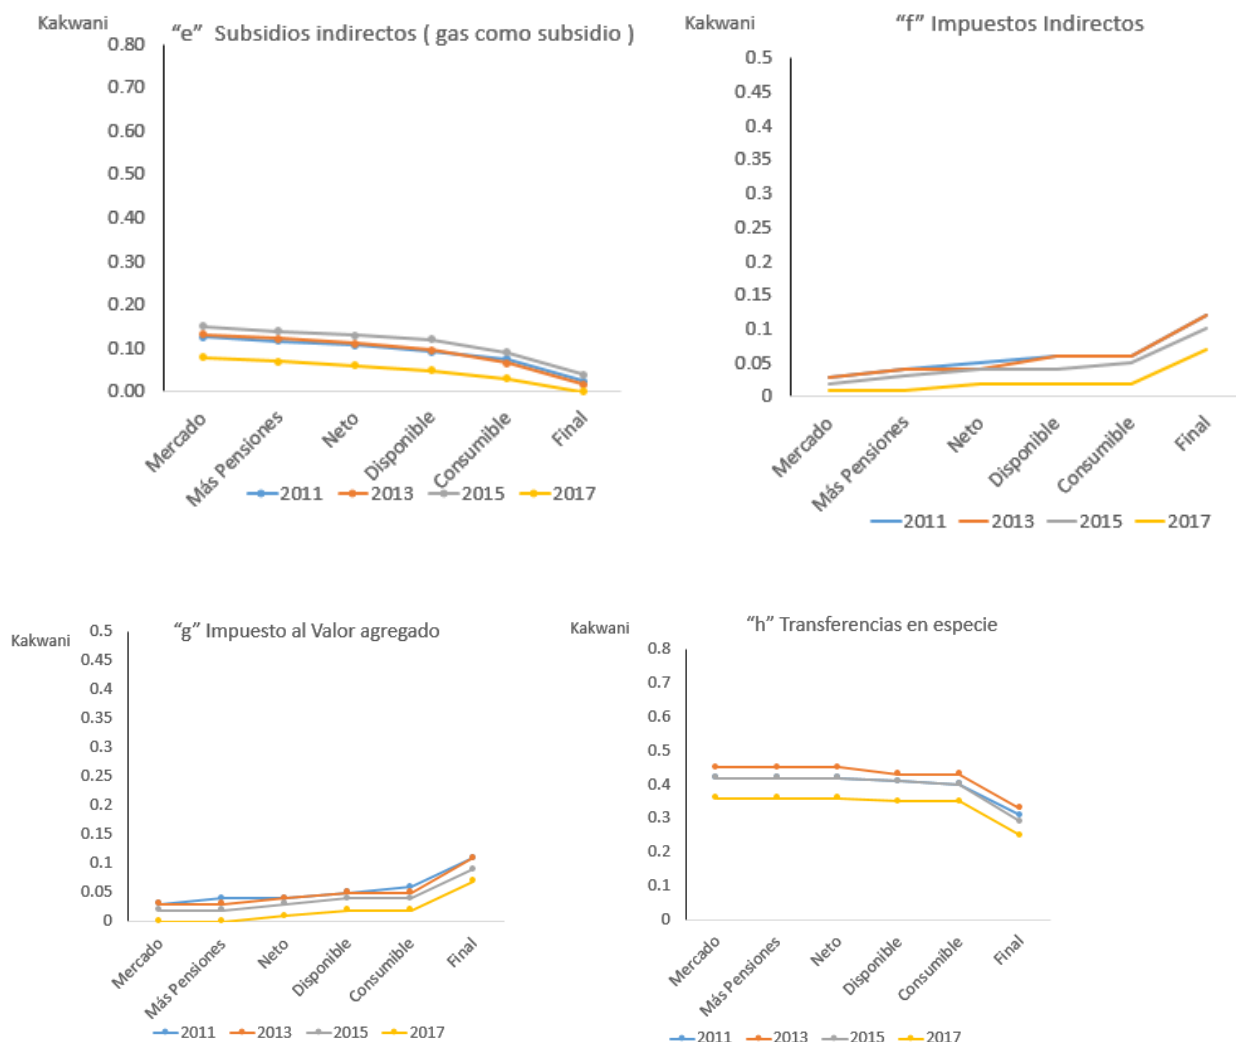 Kakwani
“e” Subsidios indirectos ( gas como subsidio )
0.80
0.70
0.60
0.50
0.40
0.30
0.20
0.10
0.00
Mercado
Más Pensiones
Neto
Disponible
Consumible
Final
2011 2013 2015 2017
Kakwani
“f” Impuestos Indirectos
0.5
0.45
0.4
0.35
0.3
0.25
0.2
0.15
0.1
0.05
0
Mercado
Más Pensiones
Neto
Disponible
Consumible
Final
2011 2013 2015 2017
Kakwani
“g” Impuesto al Valor agregado
0.5
0.45
0.4
0.35
0.3
0.25
0.2
0.15
0.1
0.05
0
Mercado
Más Pensiones
Neto
Disponible
Consumible
Final
2011 2013 2015 2017
Kakwani
“h” Transferencias en especie
0.8
0.7
0.6
0.5
0.4
0.3
0.2
0.1
0
Mercado
Más Pensiones
Neto
Disponible
Consumible
Final
2011 2013 2015 2017